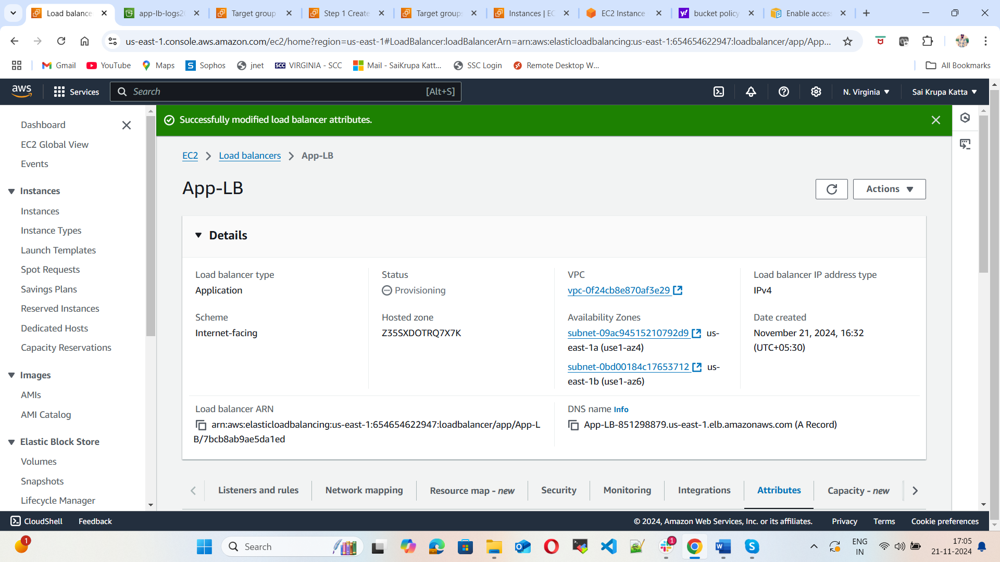 Load balance
app-lb-logs20
Target group
Step 1 Create
Target groups
Instances | EC
EC2 Instance
bucket policy
Enable access
us-east-1.console.aws.amazon.com/ec2/home?region=us-east-1#LoadBalancer:loadBalancerArn=arn:aws:elasticloadbalancing:us-east-1:654654622947:loadbalancer/app/App...
Gmail
YouTube
Maps
Sophos
jnet
VIRGINIA - SCC
Mail - SaiKrupa Katt...
SSC Login
Remote Desktop W...
All Bookmarks
aws
Services
Search
[Alt+S]
N. Virginia
Sai Krupa Katta
Dashboard
EC2 Global View
Events
Instances
Instances
Instance Types
Launch Templates
Spot Requests
Savings Plans
Reserved Instances
Dedicated Hosts
Capacity Reservations
Images
AMIs
AMI Catalog
Elastic Block Store
Volumes
Snapshots
Lifecycle Manager
Successfully modified load balancer attributes.
EC2 > Load balancers > App-LB
App-LB
Actions
Details
Load balancer type
Application
Status
Provisioning
VPC
vpc-0f24cb8e870af3e29
Load balancer IP address type
IPv4
Scheme
Internet-facing
Hosted zone
Z35SXDOTRQ7X7K
Availability Zones
subnet-09ac94515210792d9 us-
east-1a (use1-az4)
subnet-0bd00184c17653712 us-
east-1b (use1-az6)
Date created
November 21, 2024, 16:32
(UTC+05:30)
Load balancer ARN
arn:aws:elasticloadbalancing:us-east-1:654654622947:loadbalancer/app/App-L
B/7bcb8ab9ae5da1ed
DNS name Info
App-LB-851298879.us-east-1.elb.amazonaws.com (A Record)
Listeners and rules
Network mapping
Resource map - new
Security
Monitoring
Integrations
Attributes
Capacity - new
CloudShell
Feedback
© 2024, Amazon Web Services, Inc. or its affiliates.
Privacy
Terms
Cookie preferences
1
Search
1
ENG
IN
17:05
21-11-2024